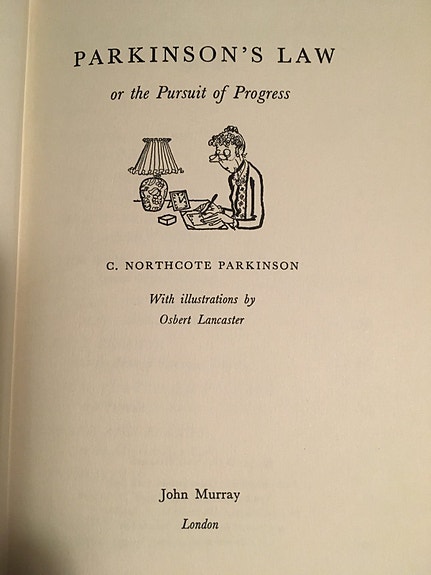 PARKINSON'S LAW
or the Pursuit of Progress
C. NORTHCOTE PARKINSON
With illustrations by
Osbert Lancaster
John Murray
London